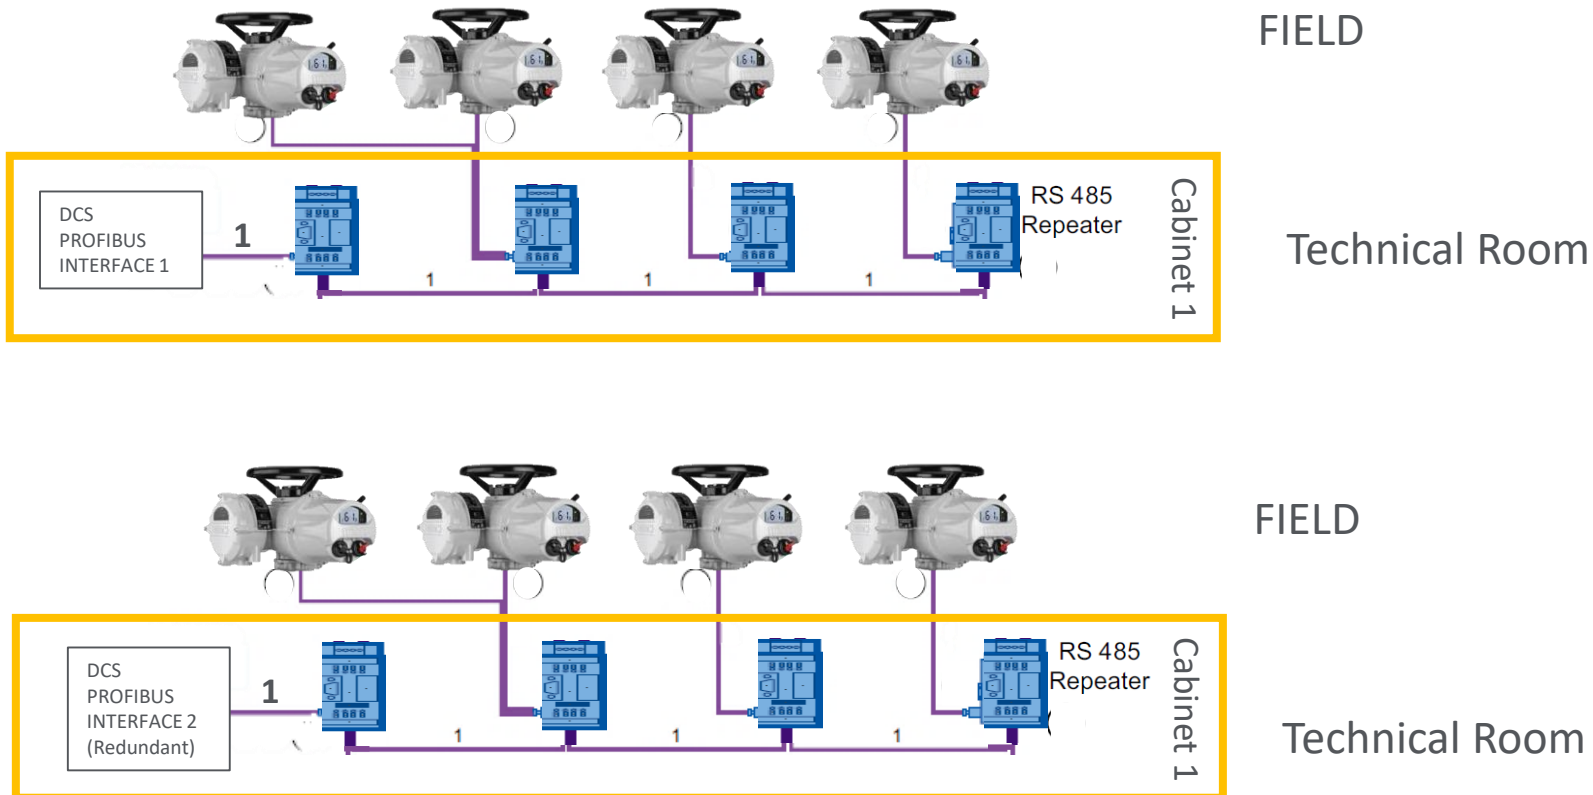 FIELD
DCS
PROFIBUS
INTERFACE 1
1
RS 485
Repeater
Cabinet 1
Technical Room
1
1
1
FIELD
DCS
PROFIBUS
INTERFACE 2
(Redundant)
1
RS 485
Repeater
Cabinet 1
Technical Room
1
1
1